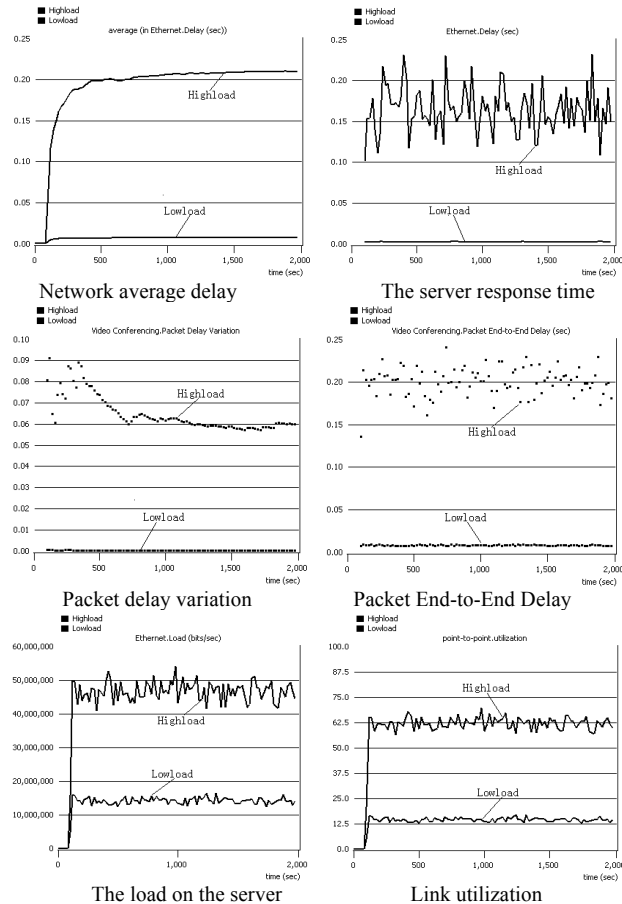 Highload
Lowload
average (in Ethernet.Delay (sec))
0.25
0.20
0.15
0.10
0.05
0.00
Highload
Lowload
0
500
1,000
1,500
2,000
time (sec)
Network average delay
Highload
Lowload
Ethernet.Delay (sec)
0.25
0.20
0.15
0.10
0.05
0.00
Highload
Lowload
0
500
1,000
1,500
2,000
time (sec)
The server response time
Highload
Lowload
Video Conferencing.Packet Delay Variation
0.10
0.09
0.08
0.07
0.06
0.05
0.04
0.03
0.02
0.01
0.00
Highload
Lowload
0
500
1,000
1,500
2,000
time (sec)
Packet delay variation
Highload
Lowload
Video Conferencing.Packet End-to-End Delay (sec)
0.25
0.20
0.15
0.10
0.05
0.00
Highload
Lowload
0
500
1,000
1,500
2,000
time (sec)
Packet End-to-End Delay
Highload
Lowload
Ethernet.Load (bits/sec)
60,000,000
50,000,000
40,000,000
30,000,000
20,000,000
10,000,000
0
Highload
Lowload
0
1,000
2,000
time (sec)
The load on the server
Highload
Lowload
point-to-point.utilization
100.0
87.5
75.0
62.5
50.0
37.5
25.0
12.5
0.0
Highload
Lowload
0
500
1,000
1,500
2,000
time (sec)
Link utilization